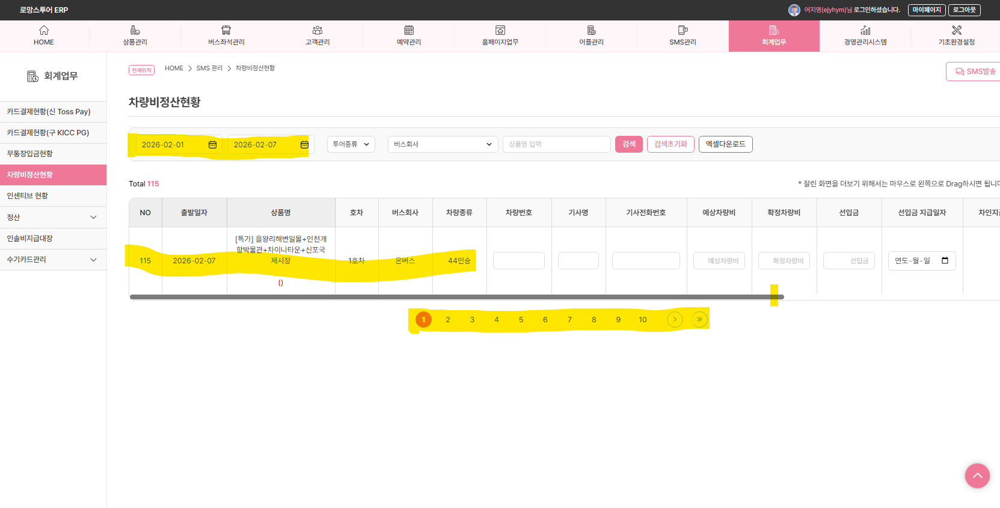 로망스투어 ERP
어지영(ejyhym)님 로그인하셨습니다. 마이페이지 로그아웃
HOME 상품관리 버스좌석관리 고객관리 예약관리 홈페이지업무 어플관리 SMS관리 회계업무 경영관리시스템 기초환경설정
회계업무
카드결제현황(신 Toss Pay)
카드결제현황(구 KICC PG)
무통장입금현황
차량비정산현황
인센티브 현황
정산
인솔비지급대장
수기카드관리
현재위치 HOME > SMS 관리 > 차량비정산현황
SMS발송
차량비정산현황
2026-02-01 2026-02-07 투어종류 버스회사 상품명 입력 검색 검색초기화 엑셀다운로드
Total 115
* 잘린 화면을 더보기 위해서는 마우스로 왼쪽으로 Drag하시면 됩니다
NO 출발일자 상품명 호차 버스회사 차량종류 차량번호 기사명 기사전화번호 예상차량비 확정차량비 선입금 선입금 지급일자 차인지급
[특가] 을왕리해변일몰+인천개
항박물관+차이나타운+신포국
115 2026-02-07 제시장 1호차 온버스 44인승 예상차량비 확정차량비 선입금 연도-월-일
()
1 2 3 4 5 6 7 8 9 10 > »